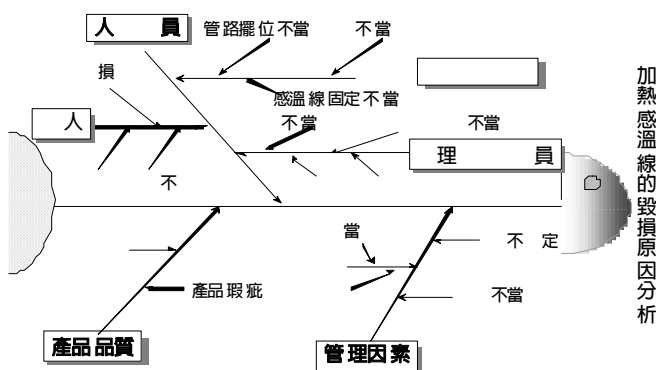 人 員
管路擺位不當
不當
損
感溫線固定不當
人
不當
不當
理 員
不
當
不 定
產品瑕疵
不當
產品品質
管理因素
加熱感溫線的毀損原因分析